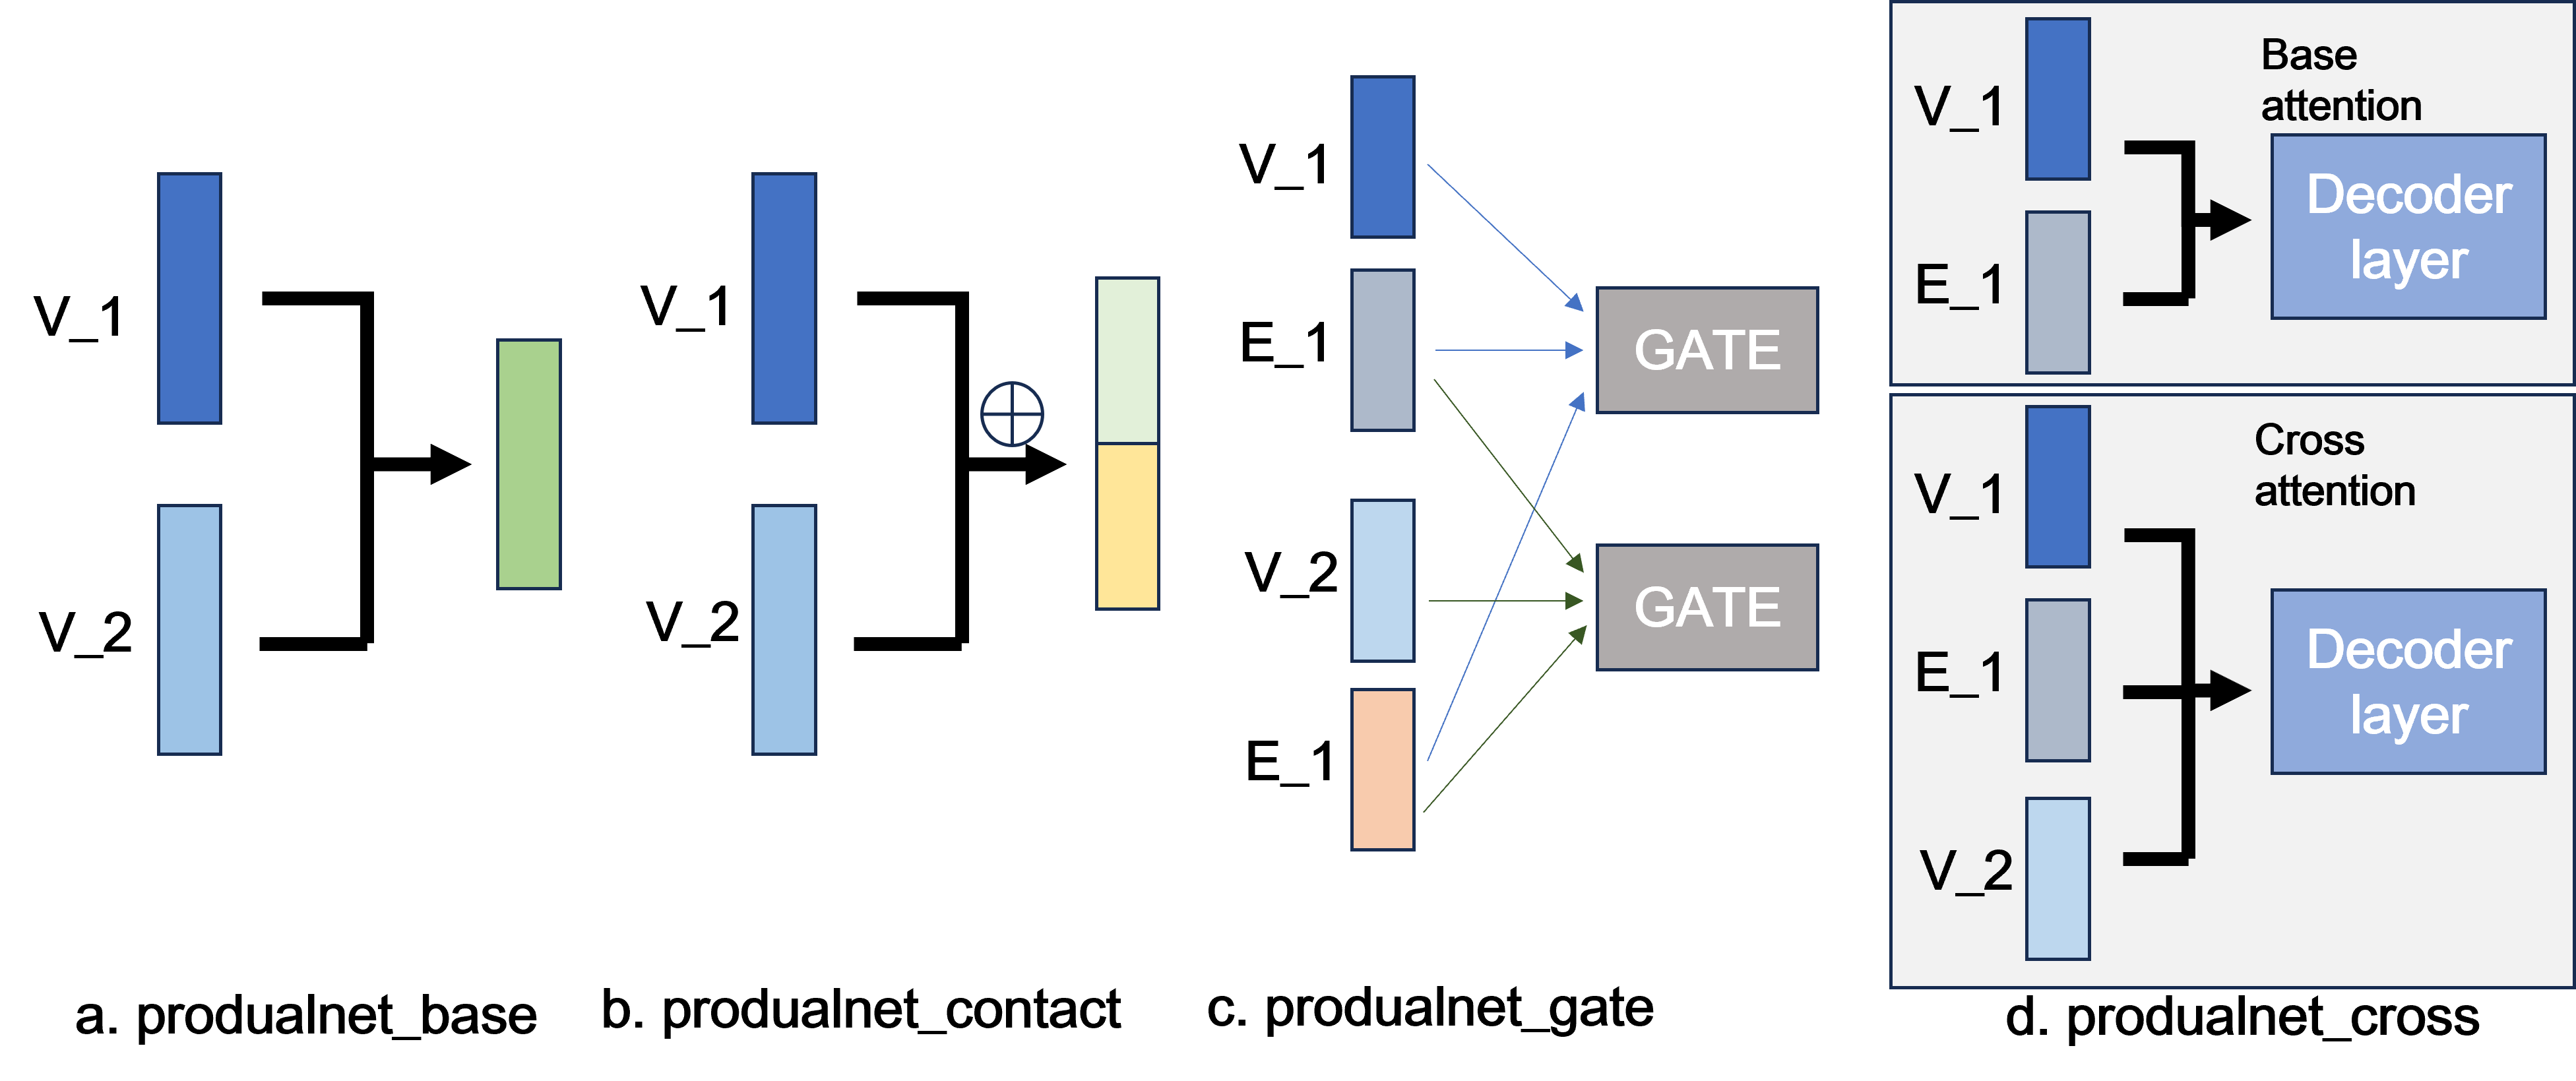 V_1
V_2
a. produalnet_base
V_1
V_2
b. produalnet_contact
V_1
E_1
V_2
E_1
GATE
GATE
c. produalnet_gate
V_1
E_1
Base
attention
Decoder
layer
V_1
E_1
V_2
Cross
attention
Decoder
layer
d. produalnet_cross